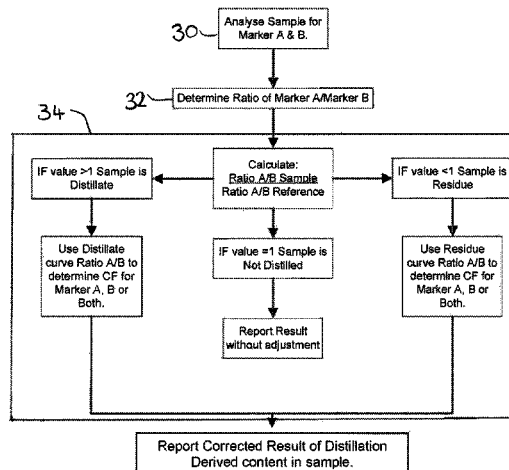 30
Analyse Sample for
Marker A & B.
32
Determine Ratio of Marker A/Marker B
34
IF value >1 Sample is
Distillate
Calculate:
Ratio A/B Sample
Ratio A/B Reference
IF value <1 Sample is
Residue
Use Distillate
curve Ratio A/B to
determine CF for
Marker A, B or
Both.
IF value =1 Sample is
Not Distilled
Use Residue
curve Ratio A/B to
determine CF for
Marker A, B or
Both.
Report Result
without adjustment
Report Corrected Result of Distillation
Derived content in sample.